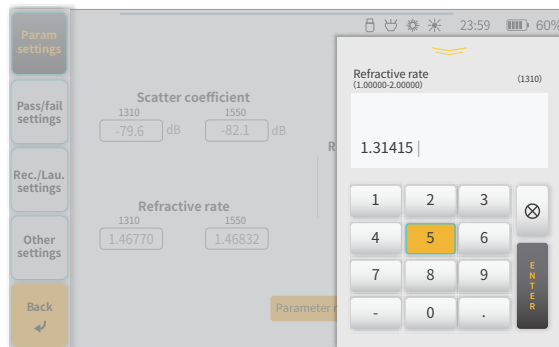 23:59
60%
Param
settings
Pass/fail
settings
Rec./Lau.
settings
Other
settings
Back
Scatter coefficient
1310
1550
-79.6 dB
-82.1 dB
Refractive rate
1310
1550
1.46770
1.46832
Parameter
Refractive rate
(1.00000-2.00000)
(1310)
1.31415
1 2 3
4 5 6
7 8 9
- 0 .
ENTER